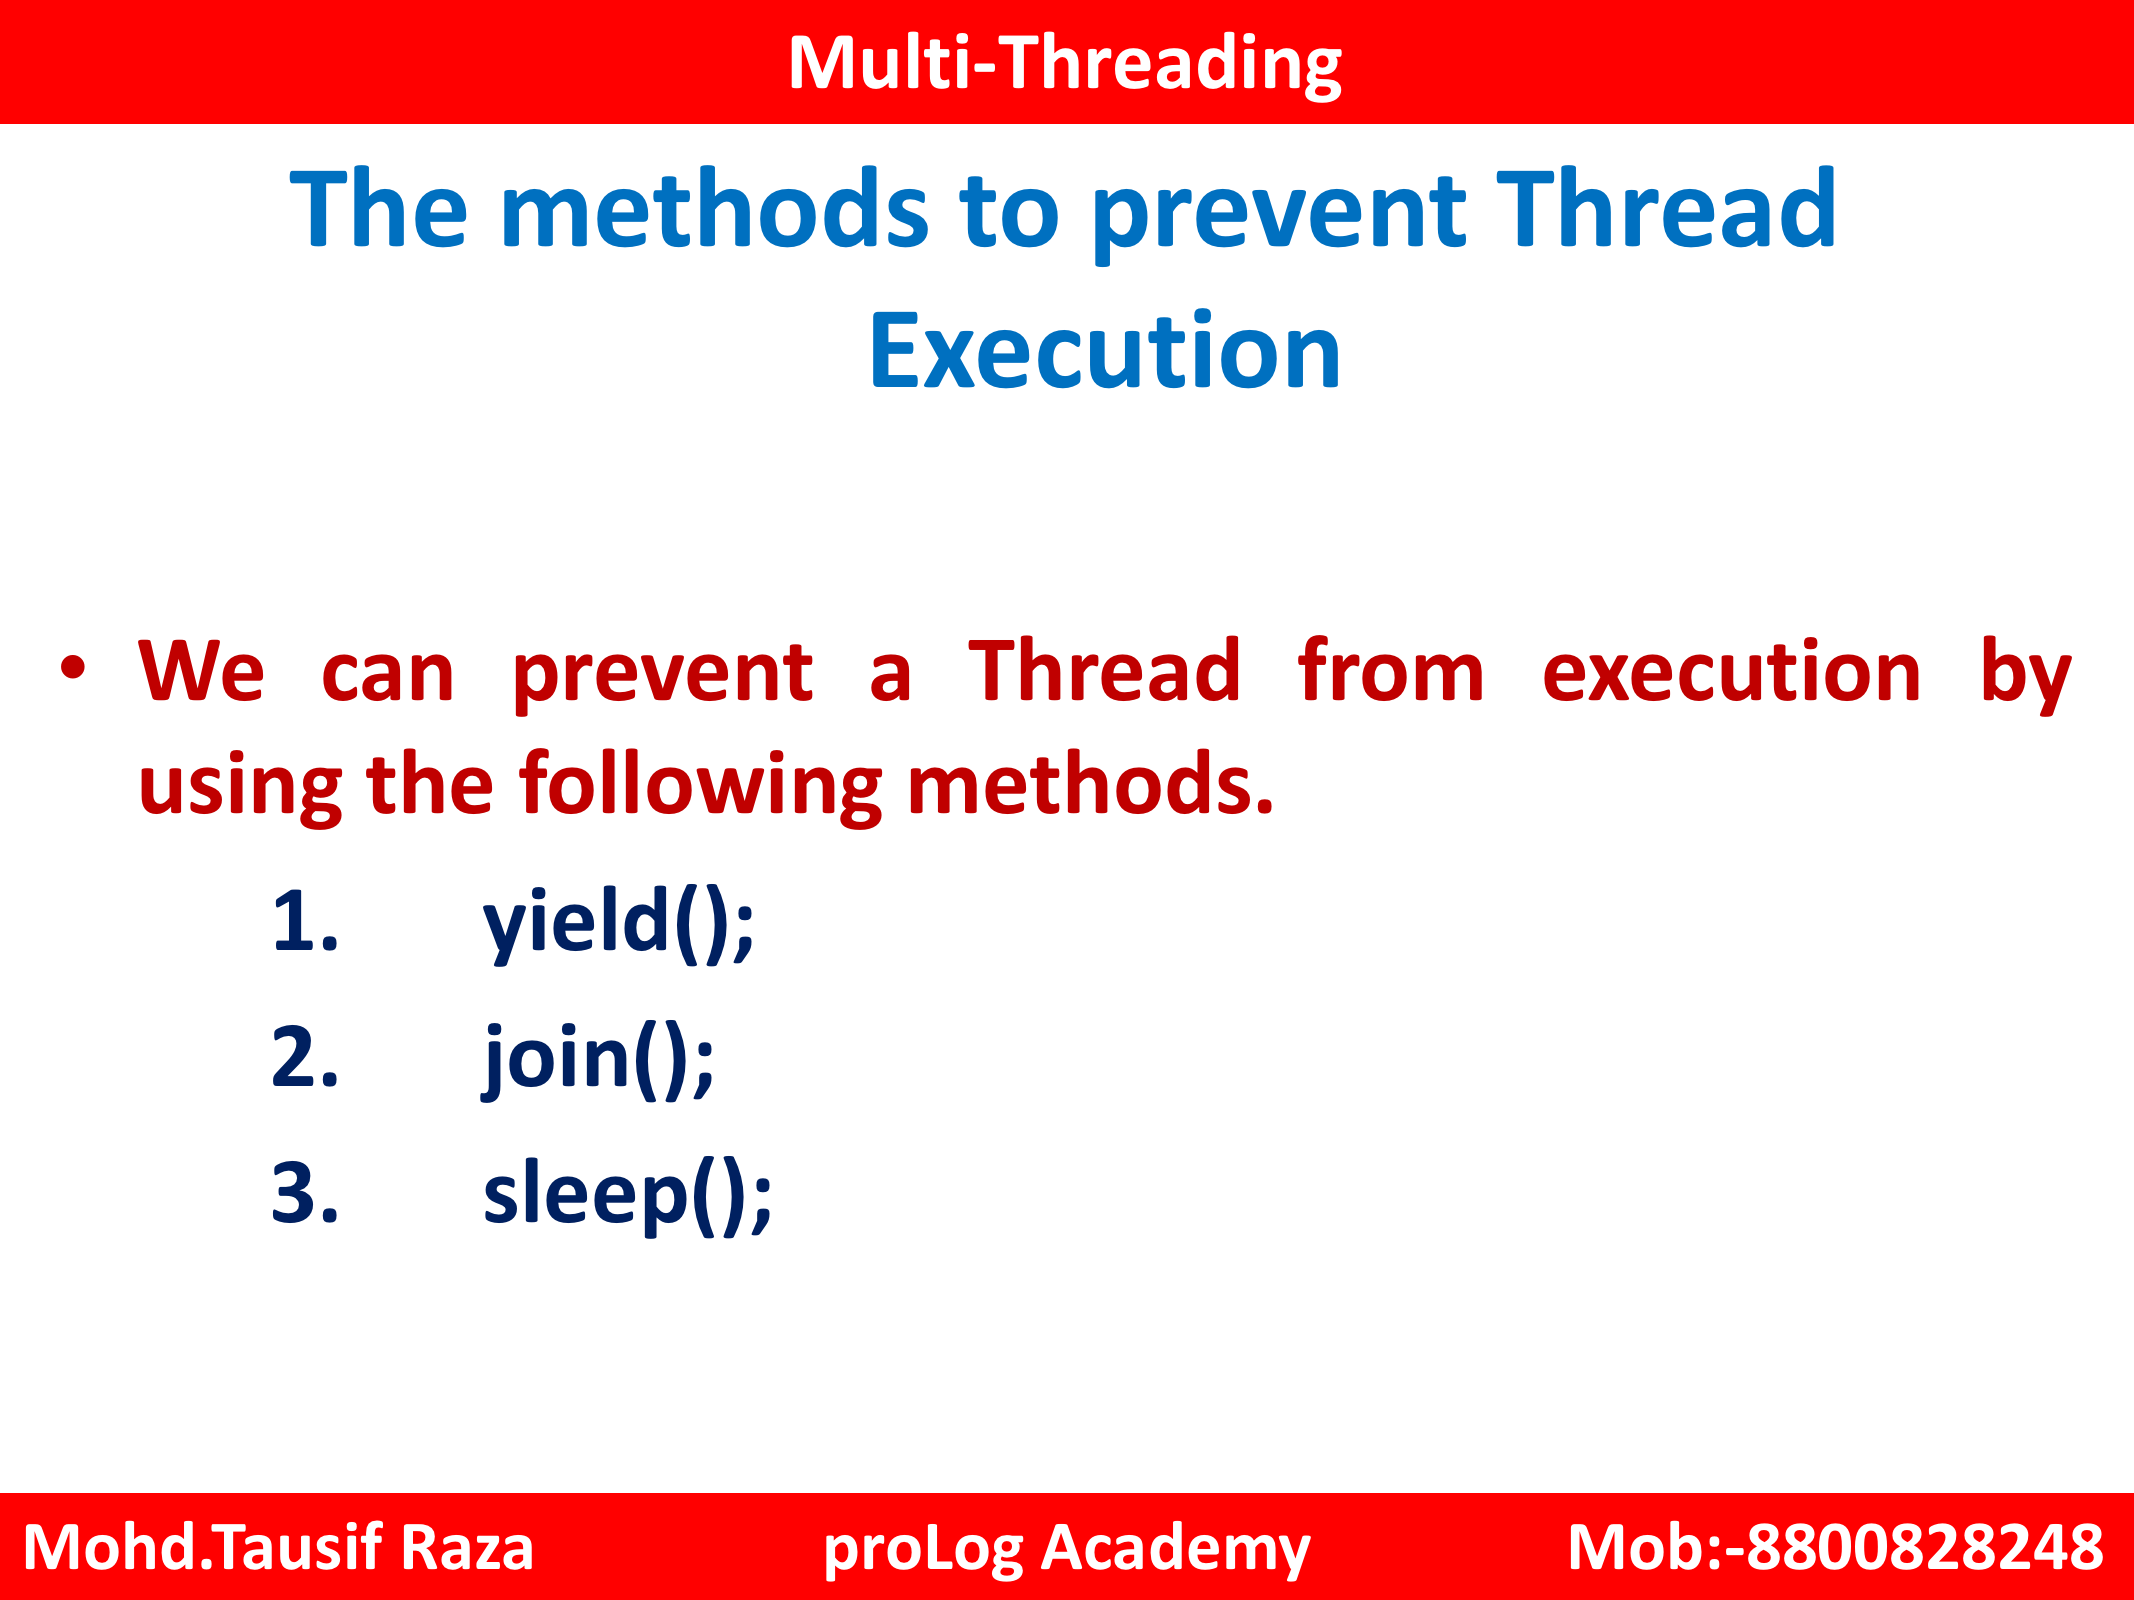 Multi-Threading
The methods to prevent Thread
Execution
• We can prevent a Thread from execution by
using the following methods.
1. yield();
2. join();
3. sleep();
Mohd.Tausif Raza proLog Academy Mob:-8800828248